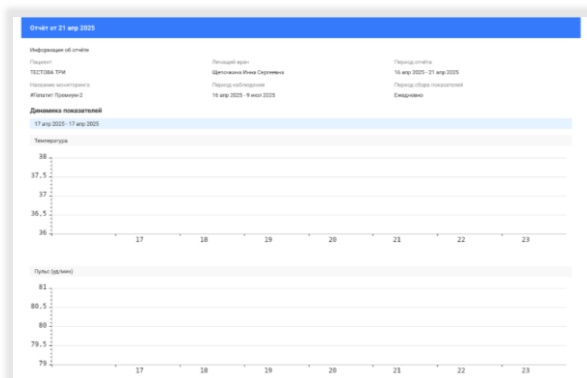 Отчёт от 21 апр 2025
Информация об отчёте
Пациент Лечащий врач Период отчёта
ТЕСТОВА ТРИ Щепочкина Инна Сергеевна 16 апр 2025 - 21 апр 2025
Название мониторинга Период наблюдения Период сбора показателей
#Гепатит Премиум-2 16 апр 2025 - 9 июл 2025 Ежедневно
Динамика показателей
17 апр 2025 - 17 апр 2025
Температура
38
37.5
37
36.5
36
17 18 19 20 21 22 23
Пульс (уд/мин)
81
80.5
80
79.5
79
17 18 19 20 21 22 23